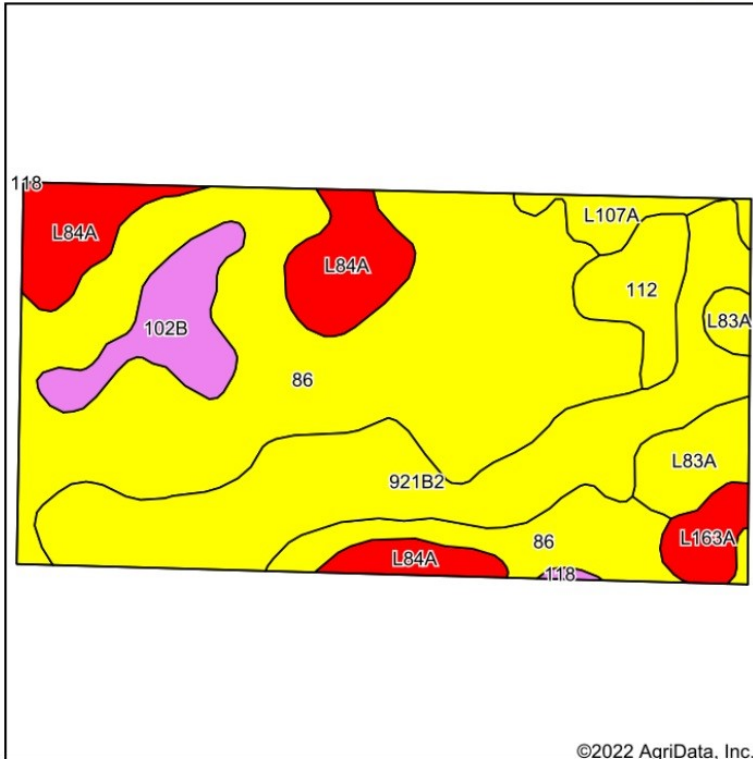 118
L107A
L84A
L84A
112
L83A
102B
86
L83A
921B2
L163A
86
L84A
118
©2022 AgriData, Inc.